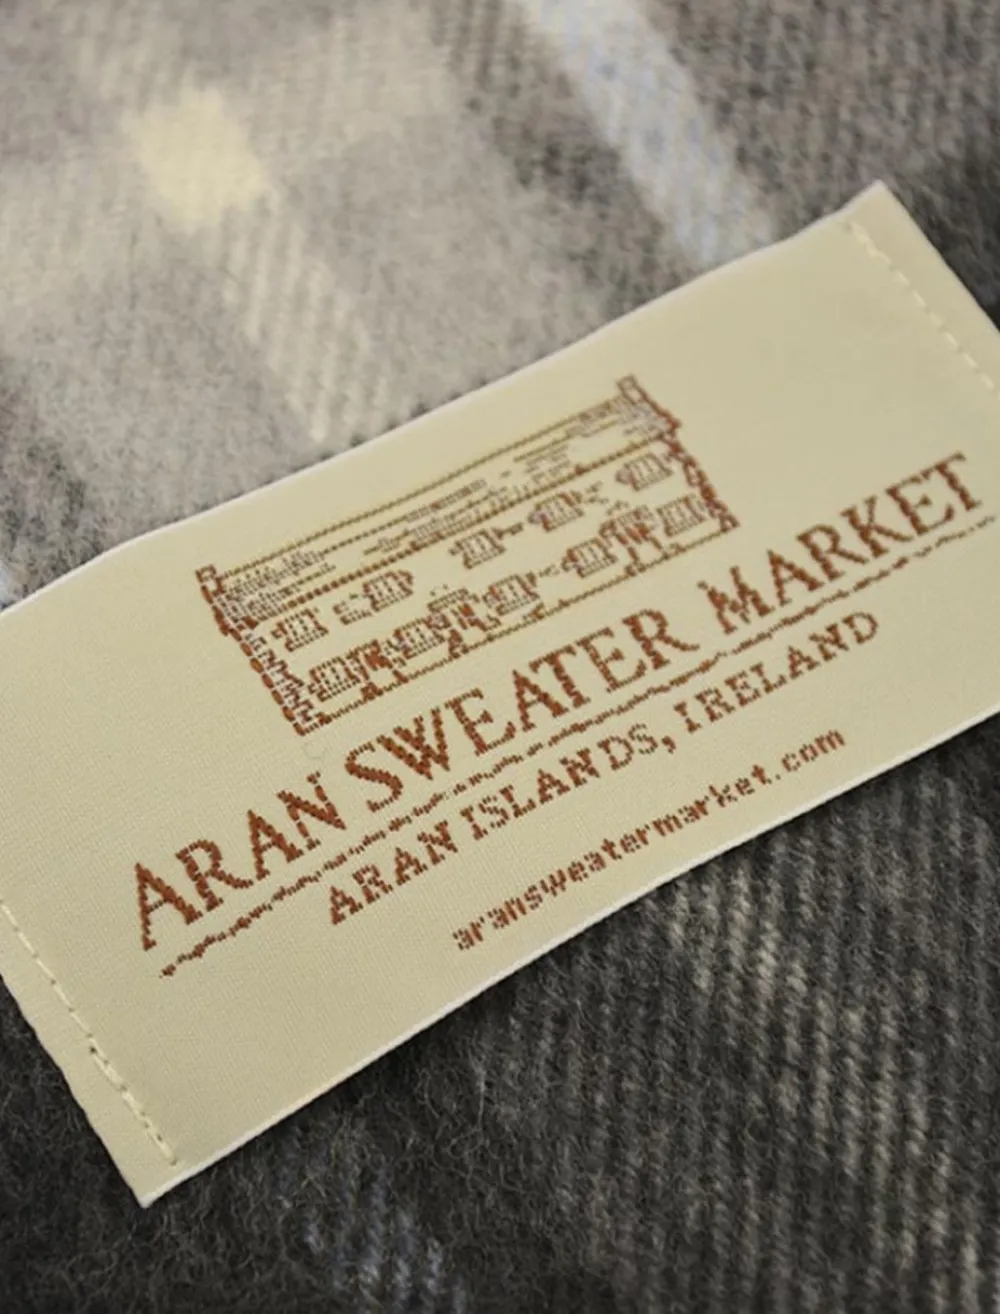 ARAN SWEATER MARKET
ARAN ISLANDS, IRELAND
aransweatermarket.com